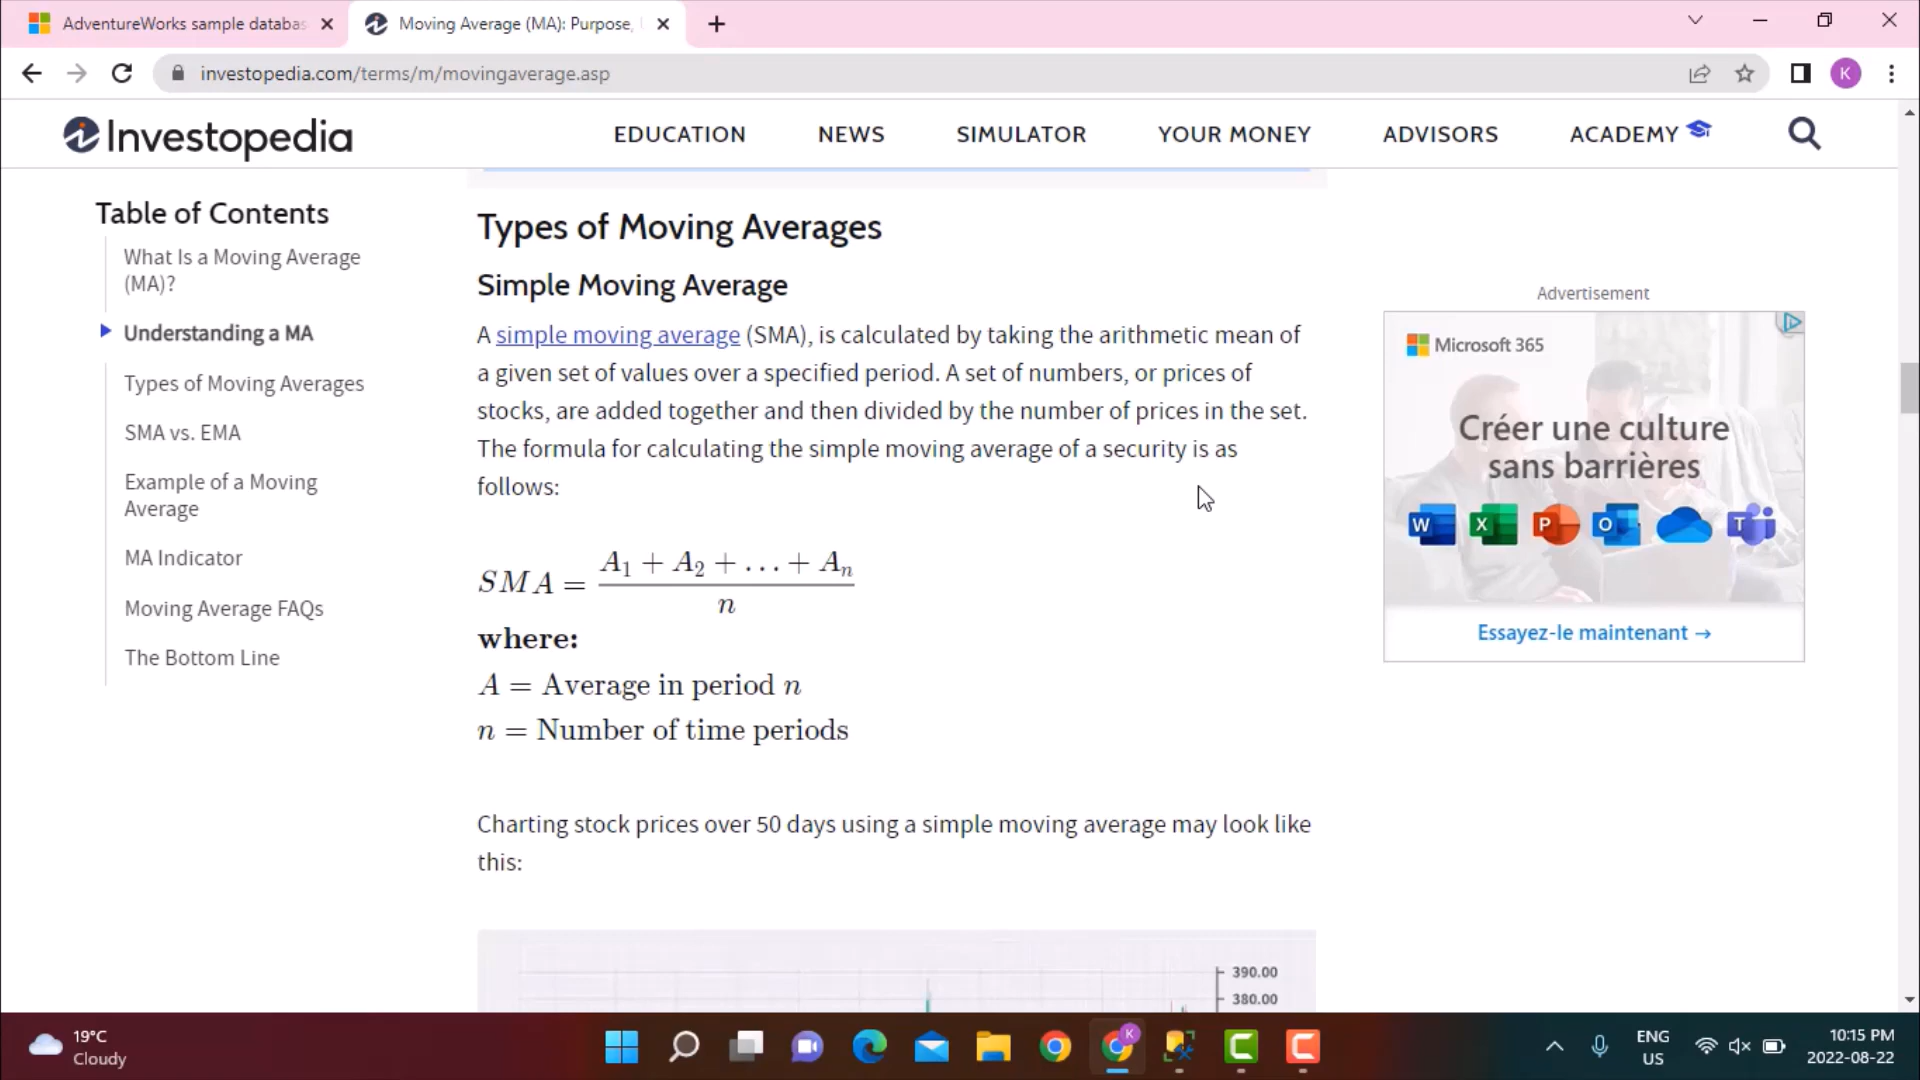 AdventureWorks sample databas
Moving Average (MA): Purpose,
investopedia.com/terms/m/movingaverage.asp
K
Investopedia
EDUCATION
NEWS
SIMULATOR
YOUR MONEY
ADVISORS
ACADEMY
Table of Contents
What Is a Moving Average
(MA)?
Understanding a MA
Types of Moving Averages
SMA vs. EMA
Example of a Moving
Average
MA Indicator
Moving Average FAQs
The Bottom Line
Types of Moving Averages
Simple Moving Average
A simple moving average (SMA), is calculated by taking the arithmetic mean of
a given set of values over a specified period. A set of numbers, or prices of
stocks, are added together and then divided by the number of prices in the set.
The formula for calculating the simple moving average of a security is as
follows:
SMA = A₁ + A₂ + … + Aₙ
n
where:
A = Average in period n
n = Number of time periods
Charting stock prices over 50 days using a simple moving average may look like
this:
390.00
380.00
Advertisement
Microsoft 365
Créer une culture
sans barrières
W X P O T
Essayez-le maintenant →
19°C
Cloudy
K
ENG
US
10:15 PM
2022-08-22